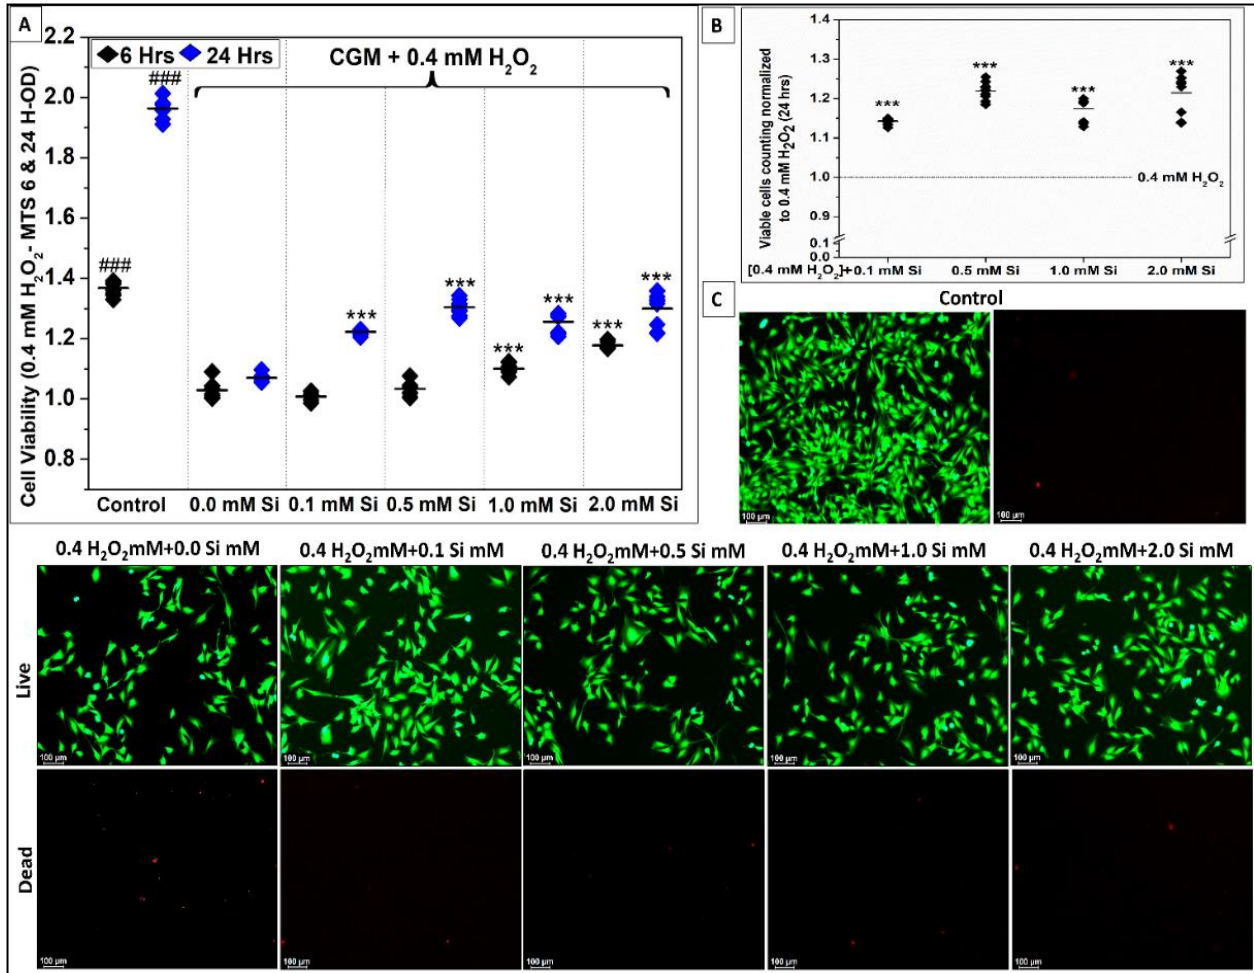 A
Cell Viability (0.4 mM H₂O₂- MTS 6 & 24 H-OD)
2.2
2.0
1.8
1.6
1.4
1.2
1.0
0.8
6 Hrs 24 Hrs
CGM + 0.4 mM H₂O₂
###
###
***
***
***
***
***
***
Control 0.0 mM Si 0.1 mM Si 0.5 mM Si 1.0 mM Si 2.0 mM Si
B
Viable cells counting normalized
to 0.4 mM H₂O₂ (24 hrs)
1.4
1.3
1.2
1.1
1.0
0.9
0.1
0.0
***
***
***
***
0.4 mM H₂O₂
[0.4 mM H₂O₂]+0.1 mM Si 0.5 mM Si 1.0 mM Si 2.0 mM Si
C
Control
100 µm
100 µm
0.4 H₂O₂mM+0.0 Si mM
0.4 H₂O₂mM+0.1 Si mM
0.4 H₂O₂mM+0.5 Si mM
0.4 H₂O₂mM+1.0 Si mM
0.4 H₂O₂mM+2.0 Si mM
Live
100 µm
100 µm
100 µm
100 µm
100 µm
Dead
100 µm
100 µm
100 µm
100 µm
100 µm